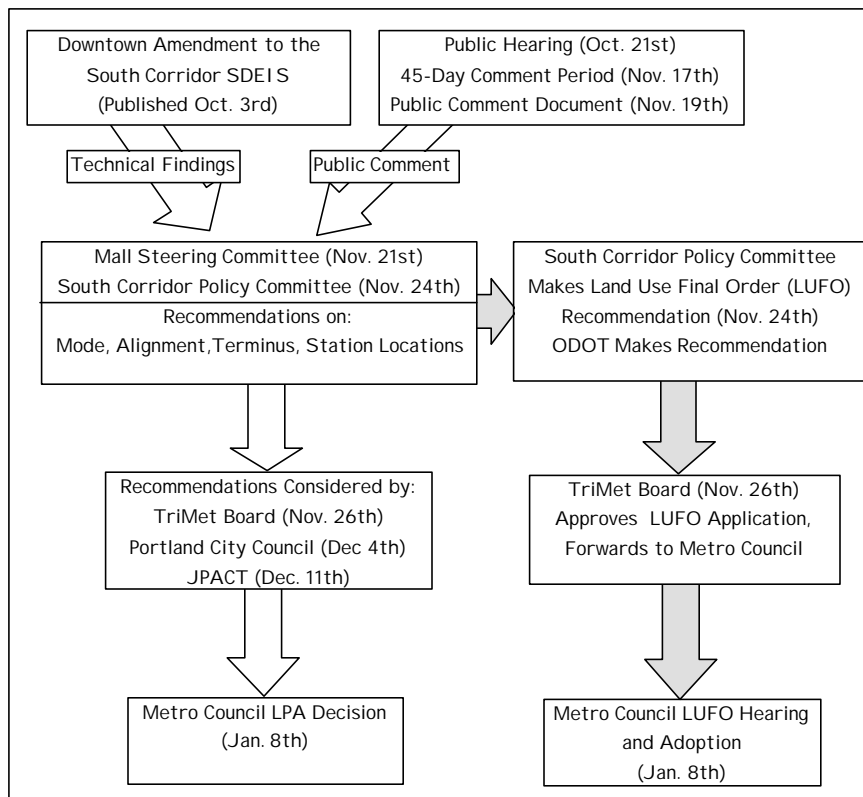 Downtown Amendment to the
South Corridor SDEIS
(Published Oct. 3rd)
Public Hearing (Oct. 21st)
45-Day Comment Period (Nov. 17th)
Public Comment Document (Nov. 19th)
Technical Findings
Public Comment
Mall Steering Committee (Nov. 21st)
South Corridor Policy Committee (Nov. 24th)
Recommendations on:
Mode, Alignment,Terminus, Station Locations
South Corridor Policy Committee
Makes Land Use Final Order (LUFO)
Recommendation (Nov. 24th)
ODOT Makes Recommendation
Recommendations Considered by:
TriMet Board (Nov. 26th)
Portland City Council (Dec 4th)
JPACT (Dec. 11th)
TriMet Board (Nov. 26th)
Approves LUFO Application,
Forwards to Metro Council
Metro Council LPA Decision
(Jan. 8th)
Metro Council LUFO Hearing
and Adoption
(Jan. 8th)